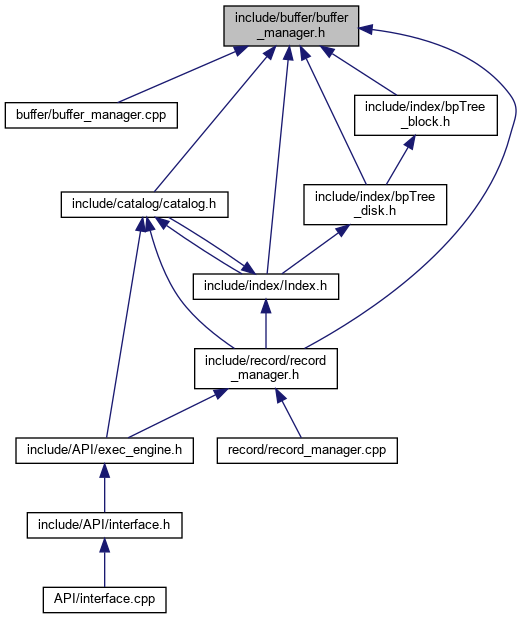 include/buffer/buffer
_manager.h
buffer/buffer_manager.cpp
include/index/bpTree
_block.h
include/catalog/catalog.h
include/index/bpTree
_disk.h
include/index/Index.h
include/record/record
_manager.h
include/API/exec_engine.h
record/record_manager.cpp
include/API/interface.h
API/interface.cpp